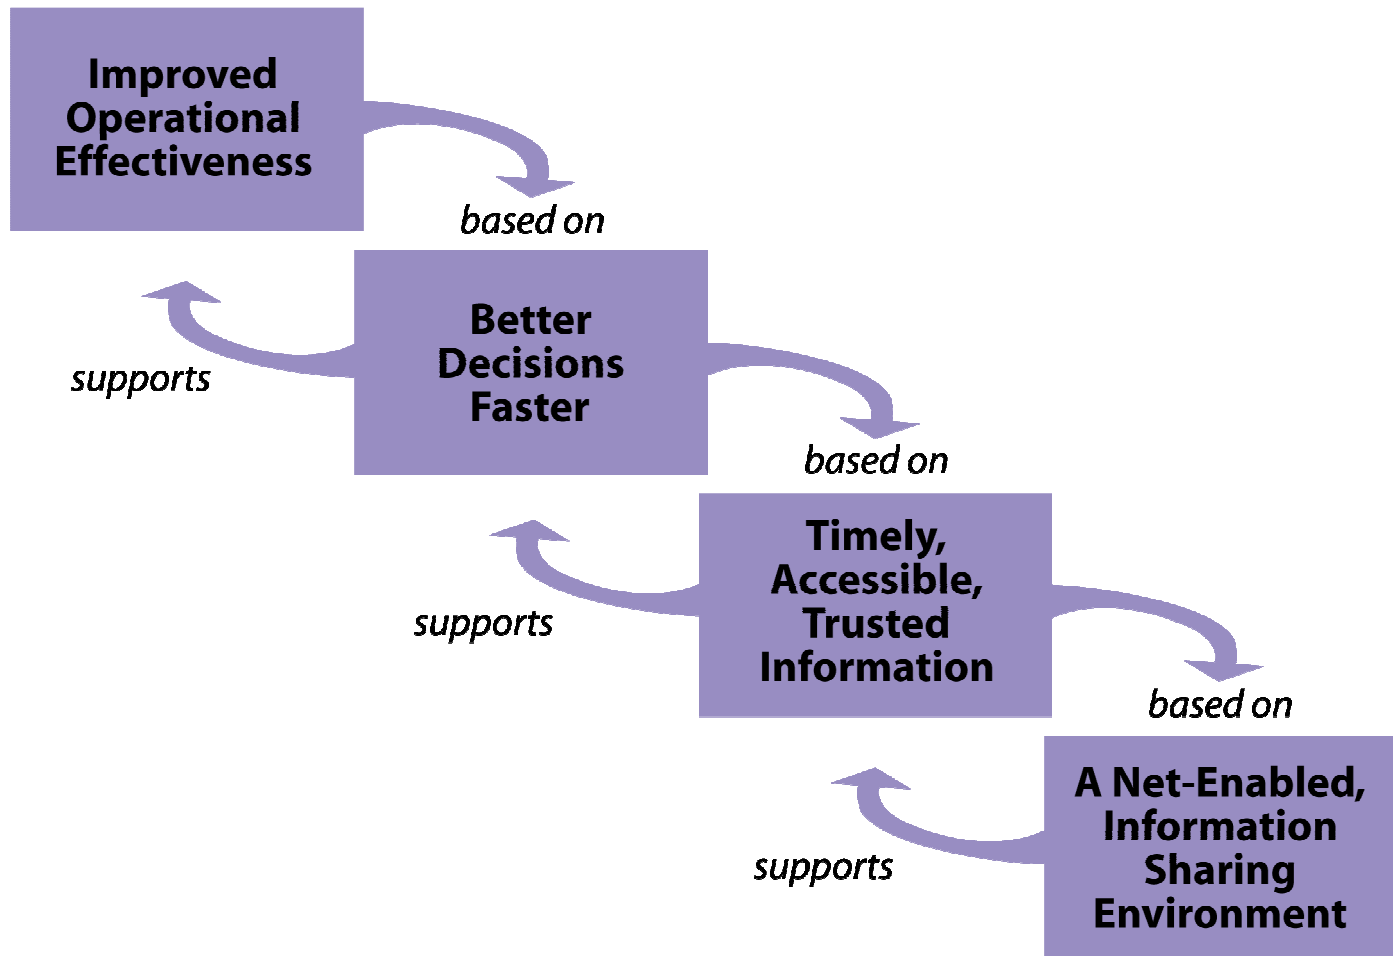 Improved
Operational
Effectiveness
based on
Better
Decisions
Faster
supports
based on
Timely,
Accessible,
Trusted
Information
supports
based on
A Net-Enabled,
Information
Sharing
Environment
supports